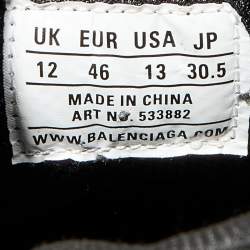 UK EUR USA JP
12 46 13 30.5
MADE IN CHINA
ART NO. 533882
WWW.BALENCIAGA.COM